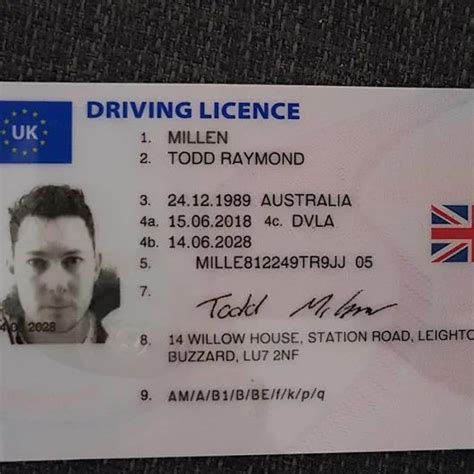 DRIVING LICENCE
UK
1. MILLEN
2. TODD RAYMOND
3. 24.12.1989 AUSTRALIA
4a. 15.06.2018 4c. DVLA
4b. 14.06.2028
5. MILLE812249TR9JJ 05
7. Todd
2028
8. 14 WILLOW HOUSE, STATION ROAD, LEIGHTO
BUZZARD, LU7 2NF
9. AM/A/B1/B/BE/f/k/p/q